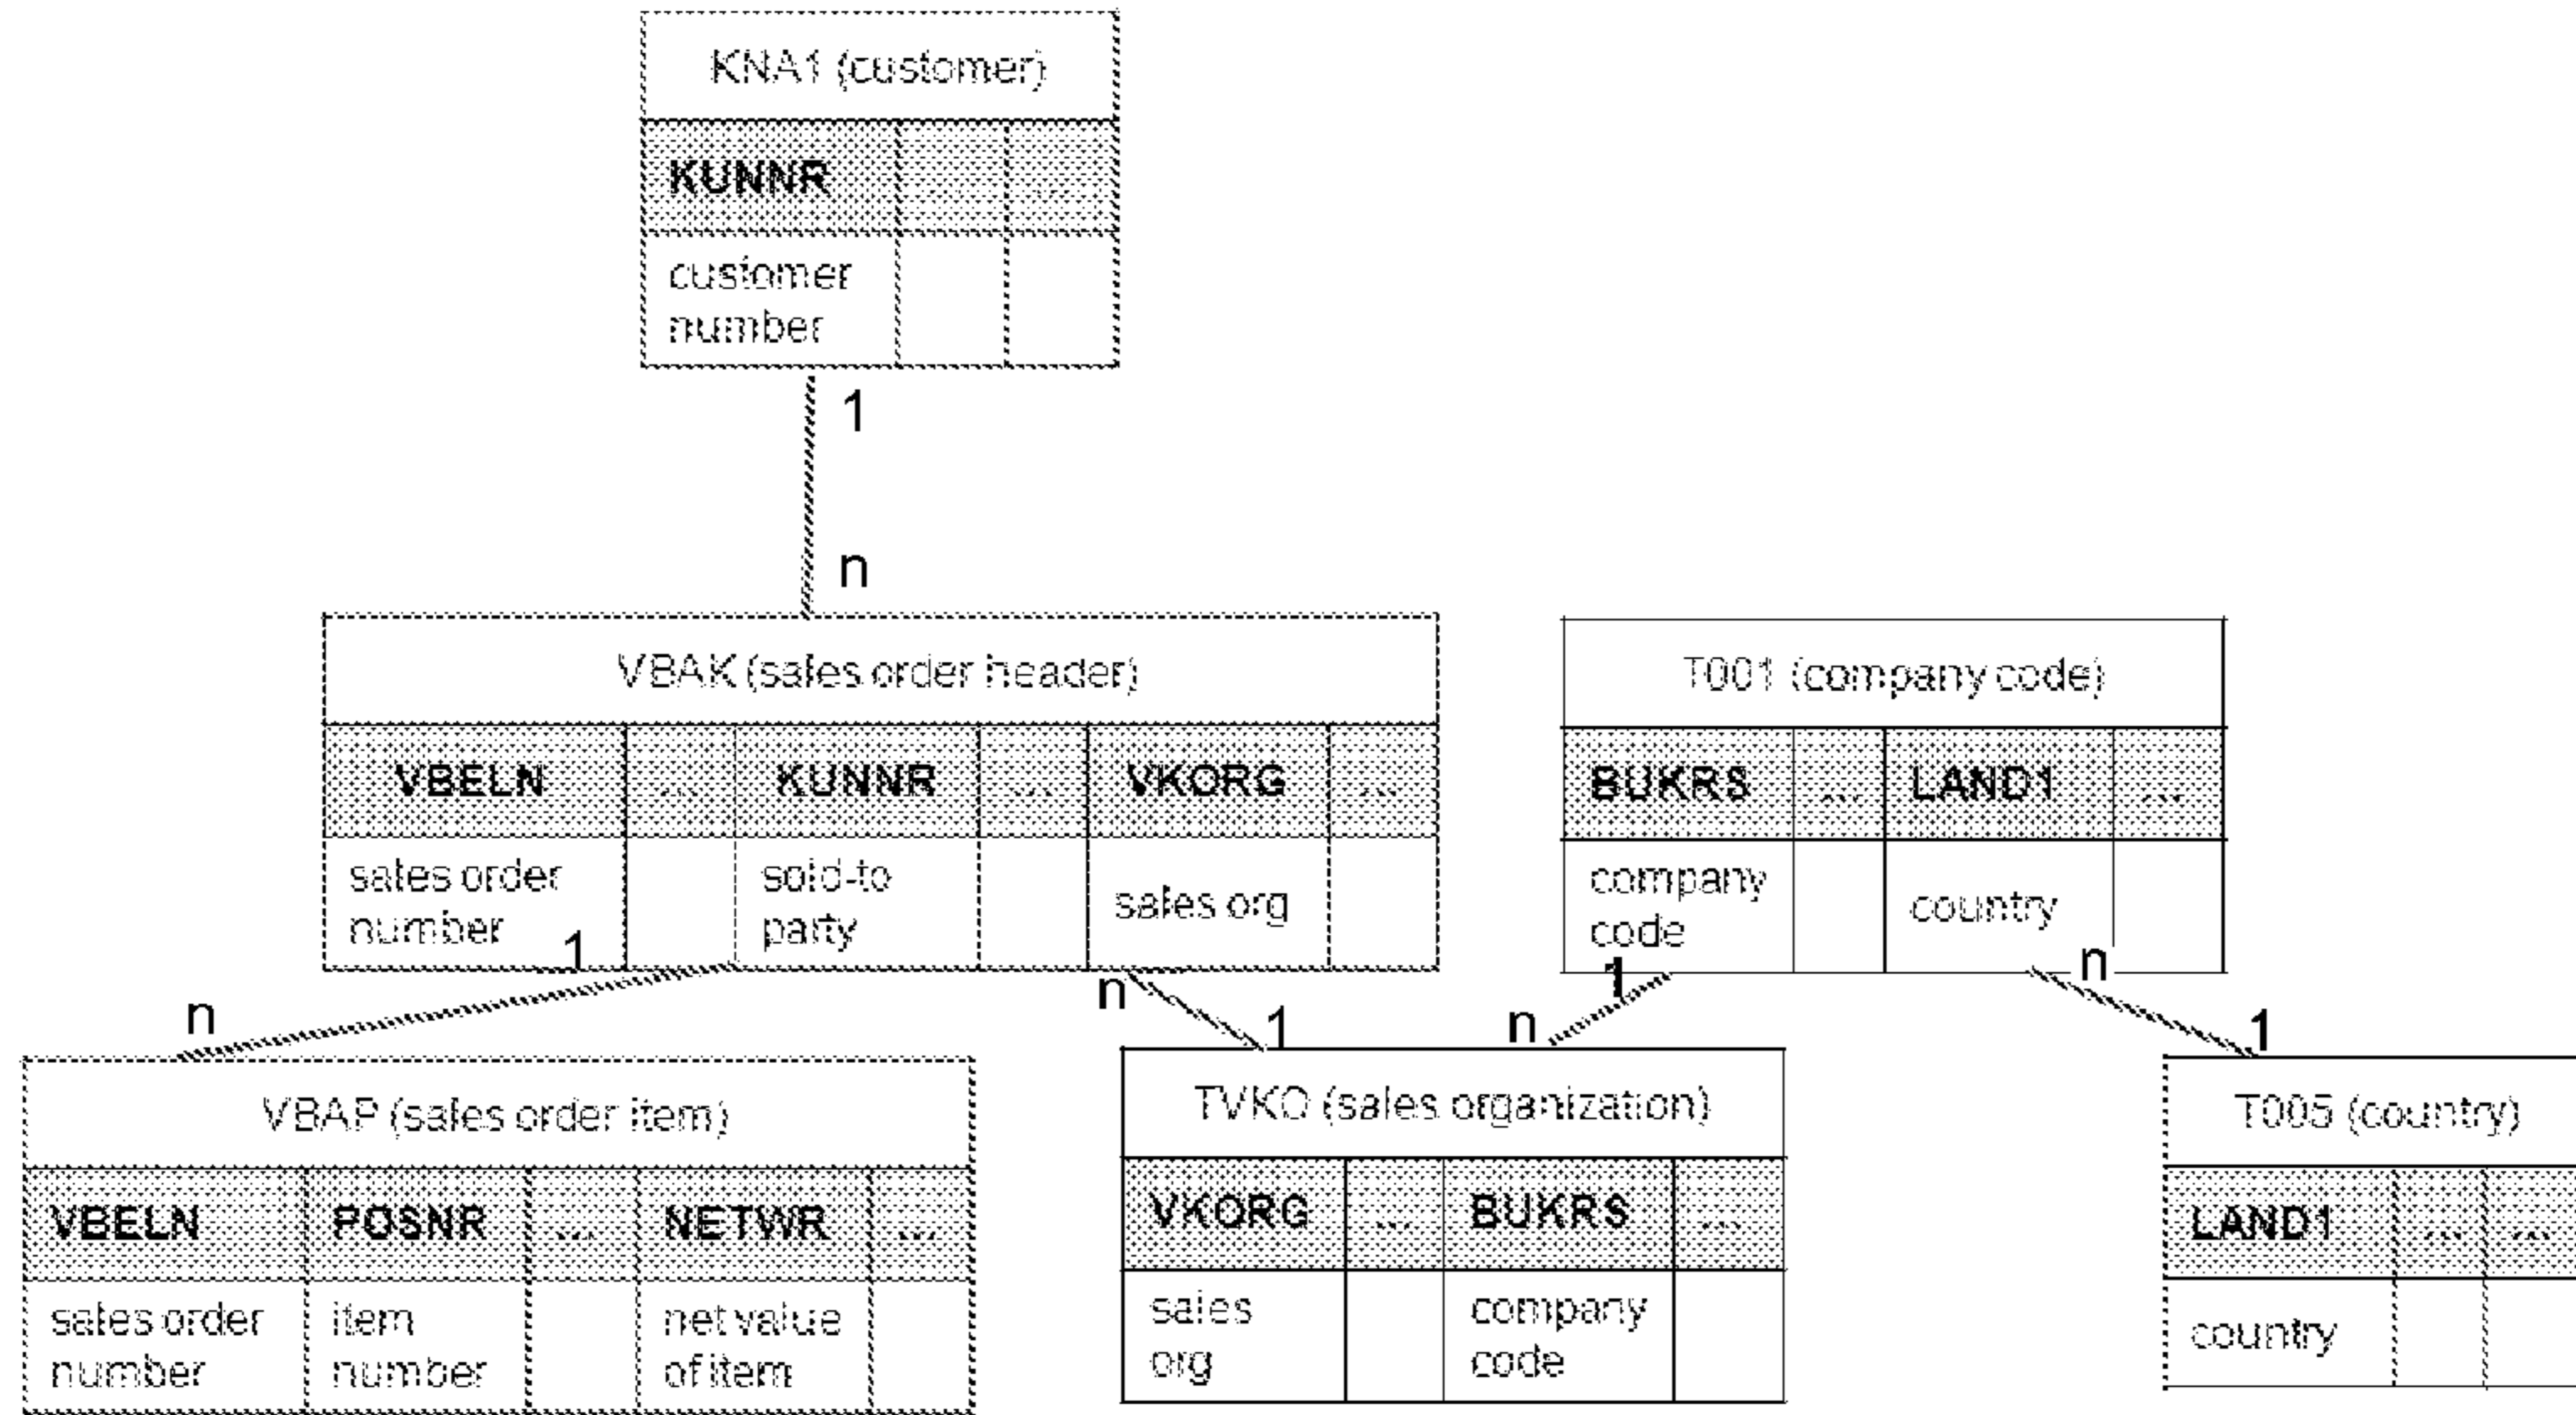 KNA1 (customer)
KUNNR ...
customer
number
1
n
VBAK (sales order header)
VBELN ... KUNNR ... VKORG ...
sales order
number
sold-to
party
sales org
T001 (company code)
BUKRS ... LAND1 ...
company
code
country
1
n
n
1
1
n
n
1
VBAP (sales order item)
VBELN POSNR ... NETWR ...
sales order
number
item
number
net value
of item
TVKO (sales organization)
VKORG ... BUKRS ...
sales
org
company
code
T005 (country)
LAND1 ... ...
country